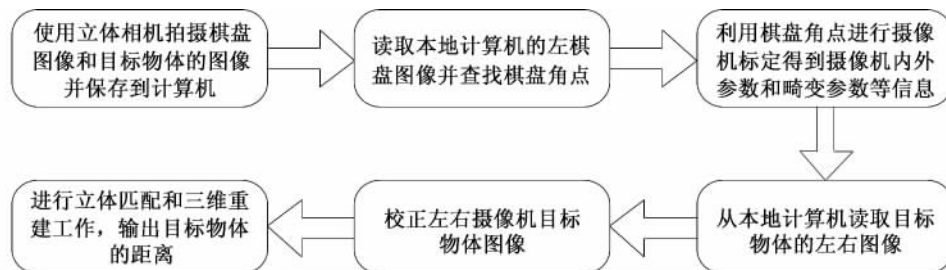 使用立体相机拍摄棋盘
图像和目标物体的图像
并保存到计算机
读取本地计算机的左棋
盘图像并查找棋盘角点
利用棋盘角点进行摄像
机标定得到摄像机内外
参数和畸变参数等信息
从本地计算机读取目标
物体的左右图像
校正左右摄像机目标
物体图像
进行立体匹配和三维重
建工作，输出目标物体
的距离